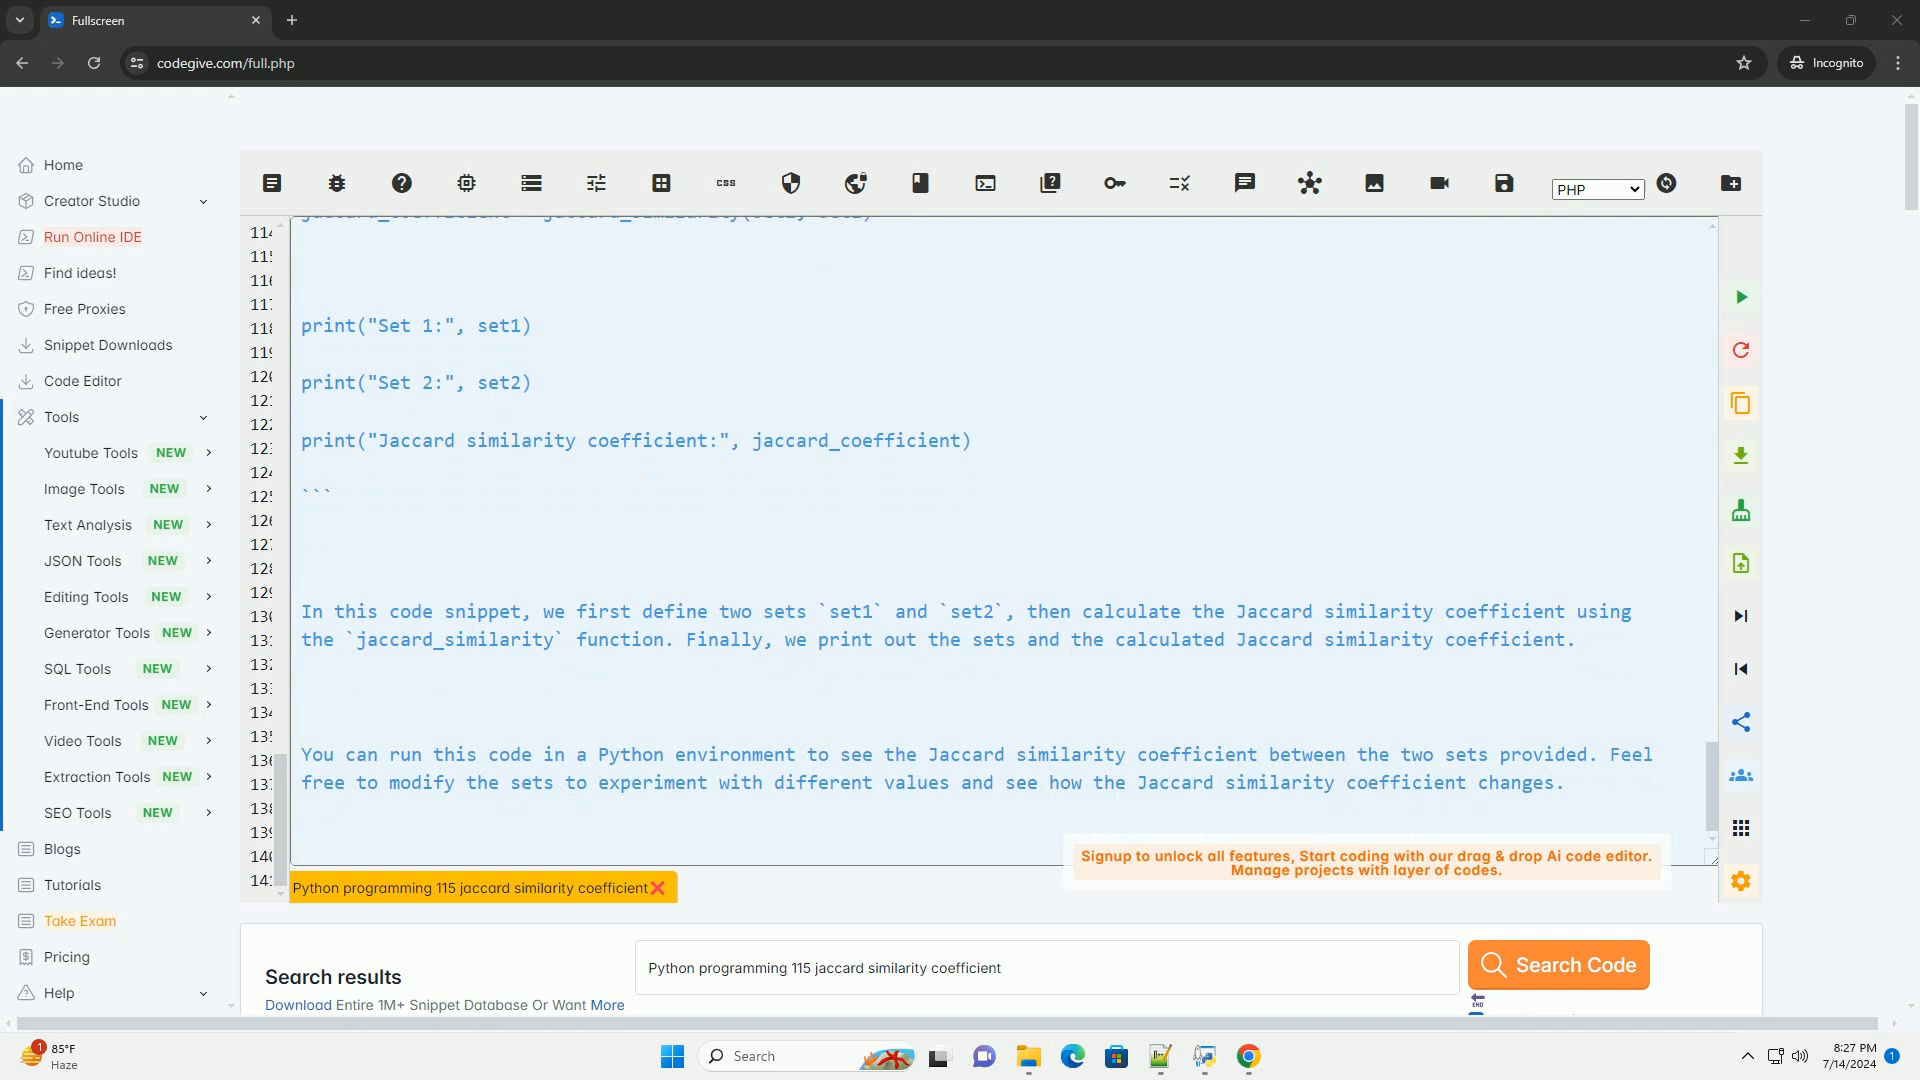 Fullscreen
codegive.com/full.php
Incognito
Home
Creator Studio
Run Online IDE
Find ideas!
Free Proxies
Snippet Downloads
Code Editor
Tools
Youtube Tools NEW
Image Tools NEW
Text Analysis NEW
JSON Tools NEW
Editing Tools NEW
Generator Tools NEW
SQL Tools NEW
Front-End Tools NEW
Video Tools NEW
Extraction Tools NEW
SEO Tools NEW
Blogs
Tutorials
Take Exam
Pricing
Help
css
PHP
print("Set 1:", set1)
print("Set 2:", set2)
print("Jaccard similarity coefficient:", jaccard_coefficient)
```
In this code snippet, we first define two sets `set1` and `set2`, then calculate the Jaccard similarity coefficient using
the `jaccard_similarity` function. Finally, we print out the sets and the calculated Jaccard similarity coefficient.
You can run this code in a Python environment to see the Jaccard similarity coefficient between the two sets provided. Feel
free to modify the sets to experiment with different values and see how the Jaccard similarity coefficient changes.
Signup to unlock all features, Start coding with our drag & drop Ai code editor.
Manage projects with layer of codes.
Python programming 115 jaccard similarity coefficient
Search results
Download Entire 1M+ Snippet Database Or Want More
Python programming 115 jaccard similarity coefficient
Search Code
END
1
85°F
Haze
Search
8:27 PM
7/14/2024
1